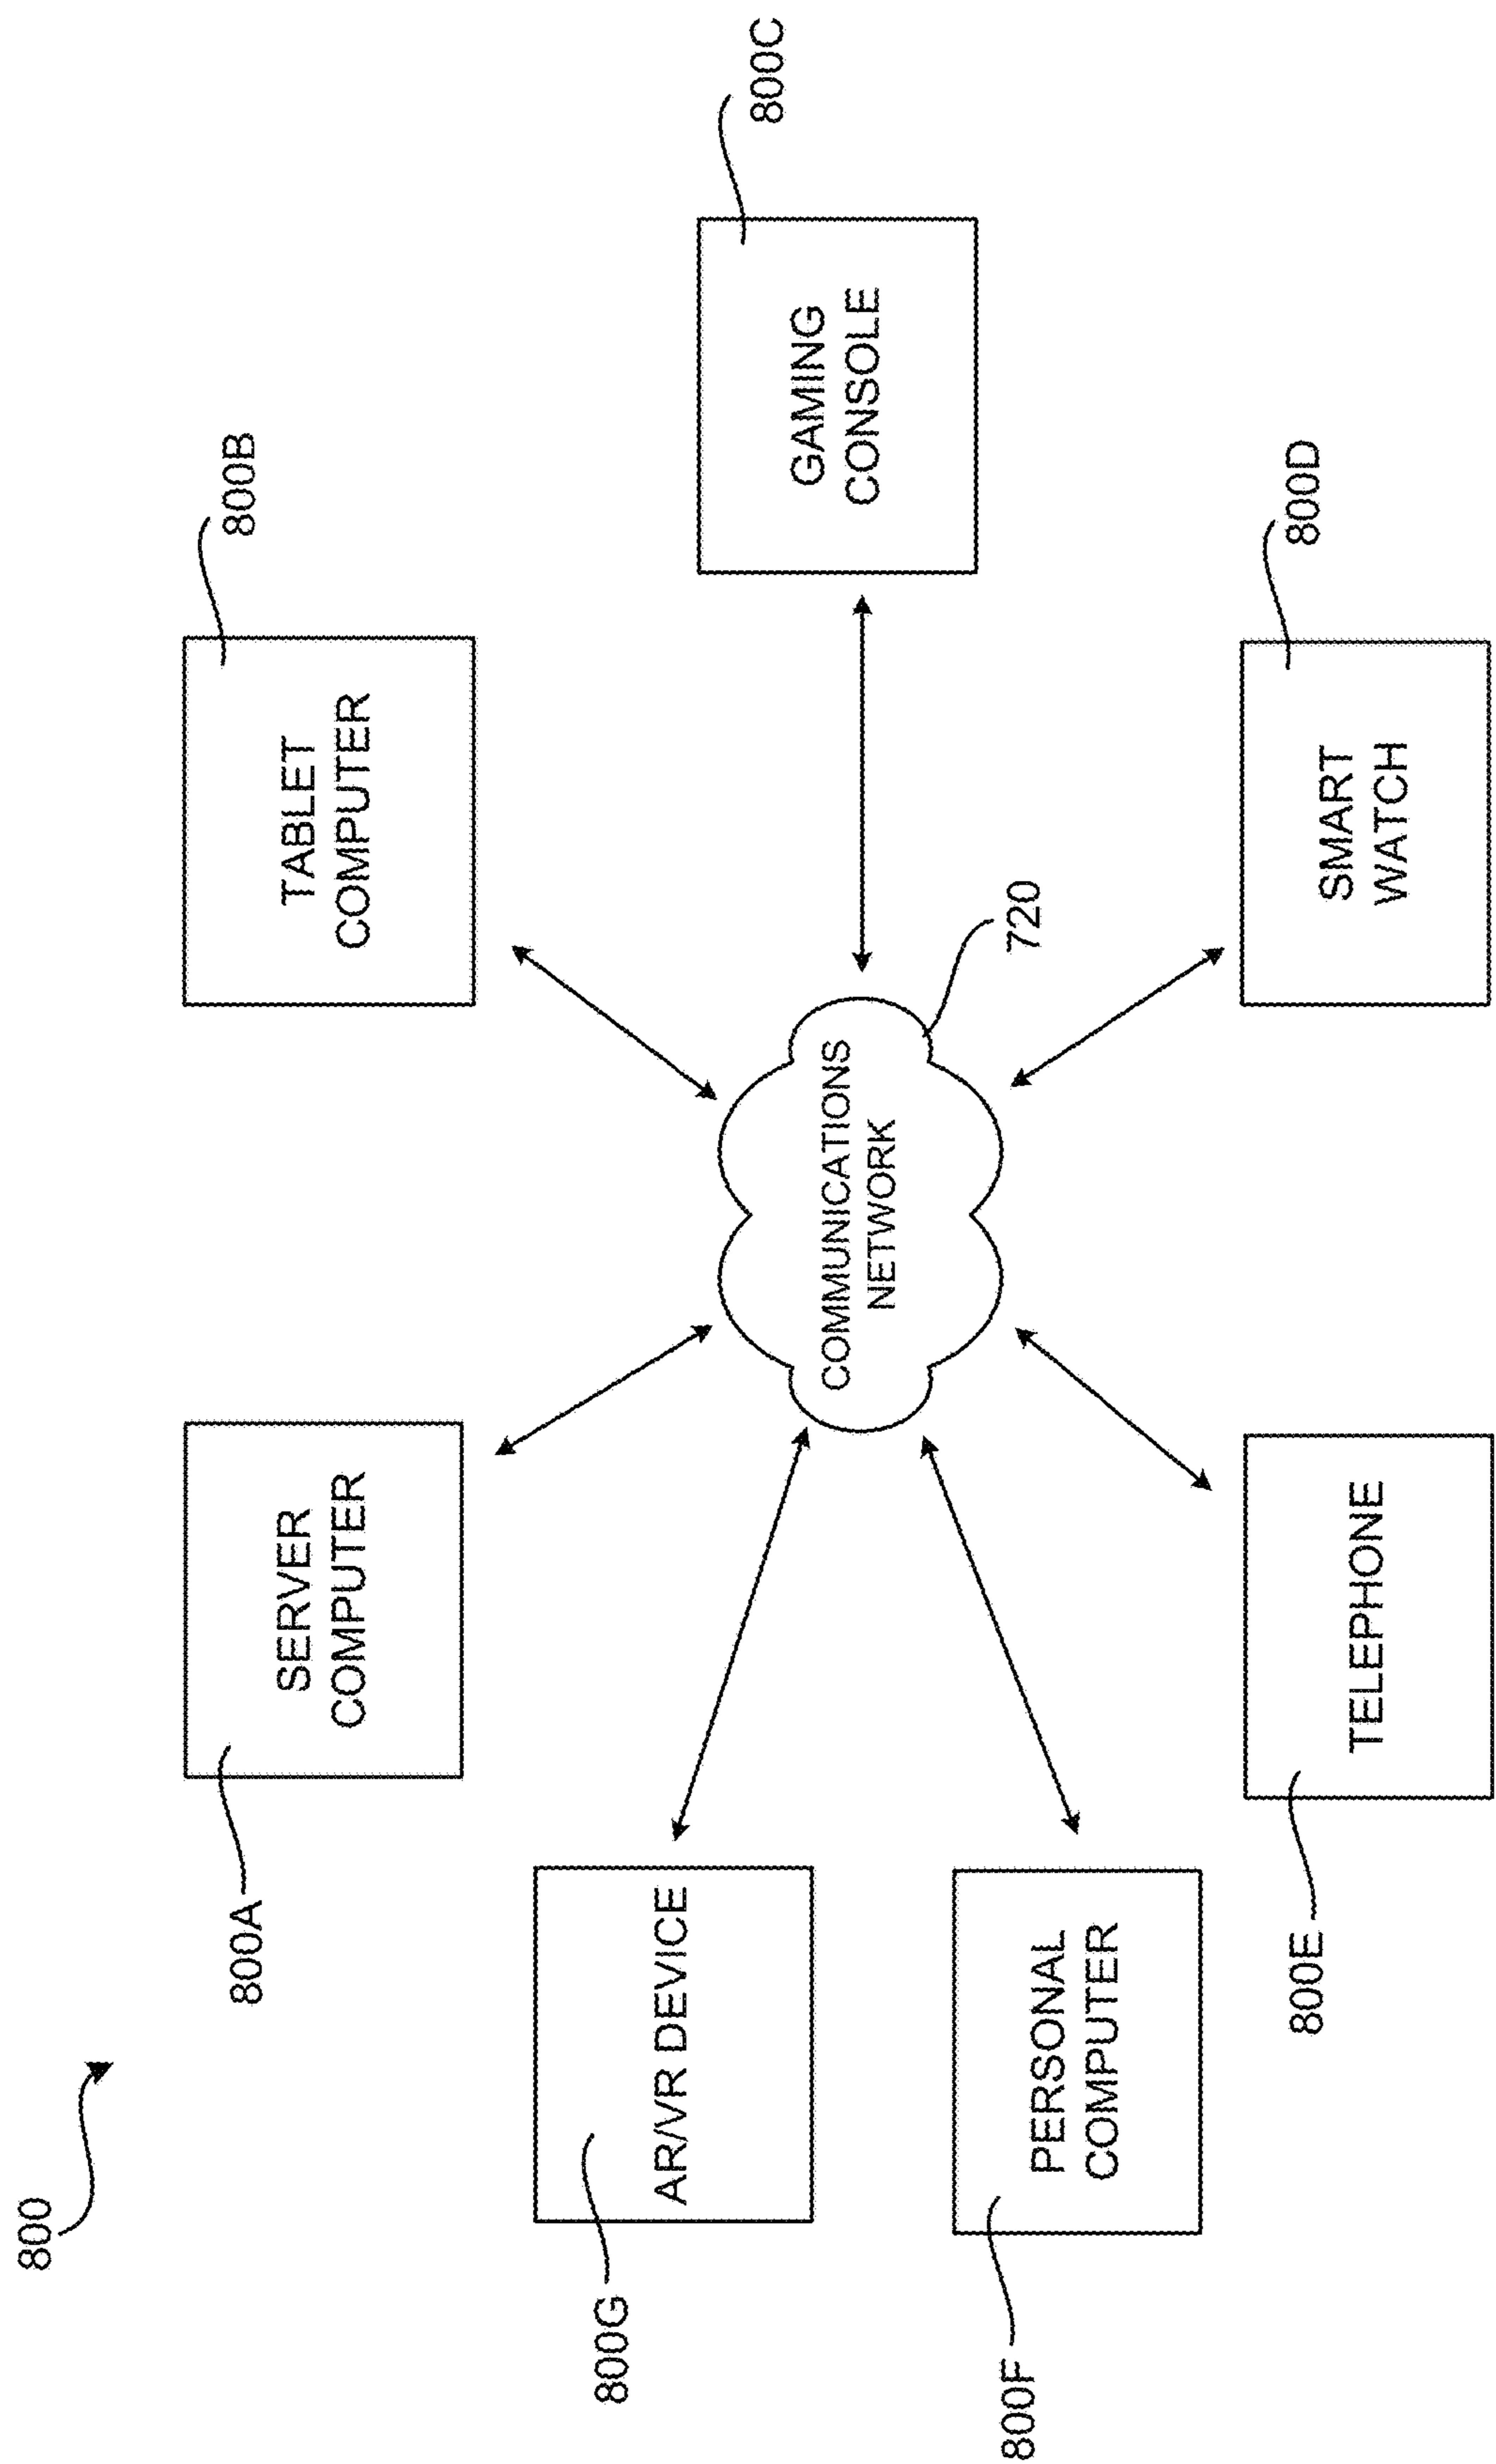 800
800A
SERVER
COMPUTER
TABLET
COMPUTER
800B
800G
AR/VR DEVICE
COMMUNICATIONS
NETWORK
720
GAMING
CONSOLE
800C
800F
PERSONAL
COMPUTER
800E
TELEPHONE
SMART
WATCH
800D